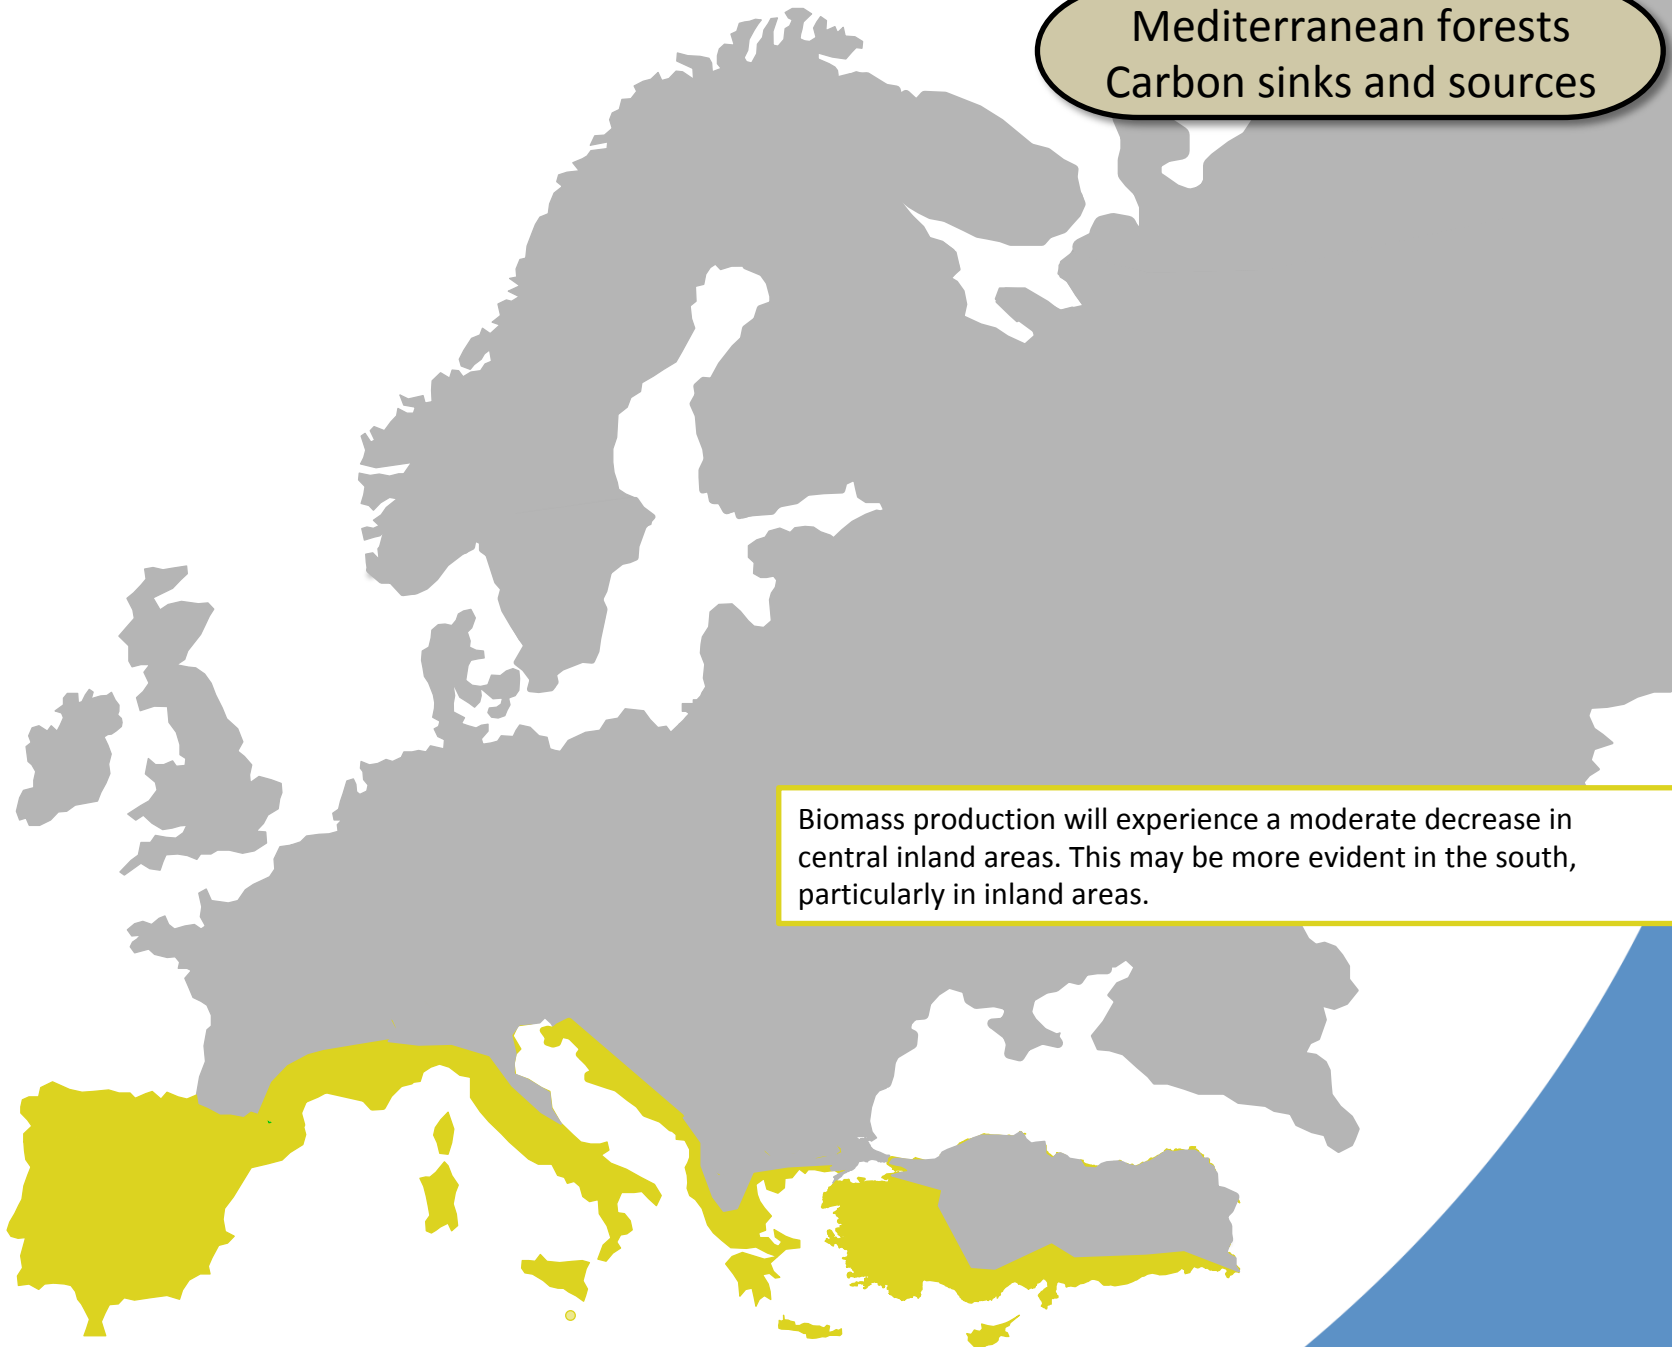 Mediterranean forests
Carbon sinks and sources
Biomass production will experience a moderate decrease in
central inland areas. This may be more evident in the south,
particularly in inland areas.